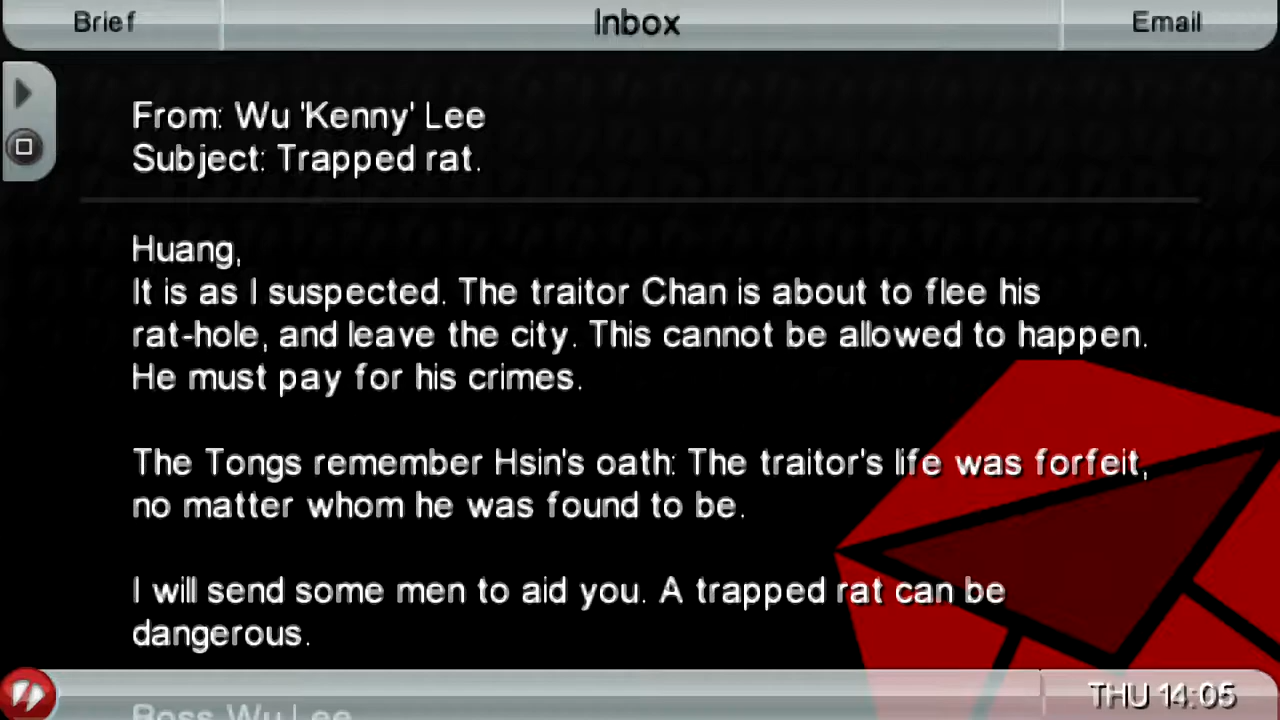 Brief
Inbox
Email
From: Wu 'Kenny' Lee
Subject: Trapped rat.
Huang,
It is as I suspected. The traitor Chan is about to flee his
rat-hole, and leave the city. This cannot be allowed to happen.
He must pay for his crimes.
The Tongs remember Hsin's oath: The traitor's life was forfeit,
no matter whom he was found to be.
I will send some men to aid you. A trapped rat can be
dangerous.
Boss Wu Lee
THU 14:05